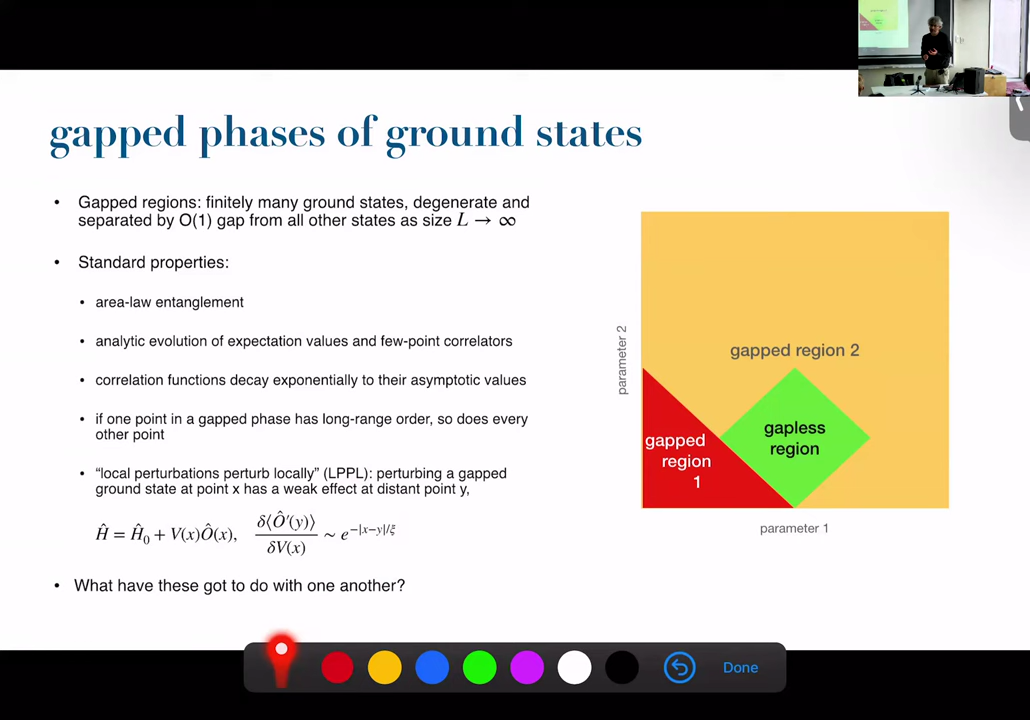 gapped phases of ground states
• Gapped regions: finitely many ground states, degenerate and
separated by O(1) gap from all other states as size L → ∞
• Standard properties:
• area-law entanglement
• analytic evolution of expectation values and few-point correlators
• correlation functions decay exponentially to their asymptotic values
• if one point in a gapped phase has long-range order, so does every
other point
• “local perturbations perturb locally” (LPPL): perturbing a gapped
ground state at point x has a weak effect at distant point y,
Ĥ = Ĥ₀ + V(x)Ô(x), δ⟨Ô′(y)⟩ / δV(x) ~ e^{−|x−y|/ξ}
• What have these got to do with one another?
parameter 2
gapped region 2
gapped
region
1
gapless
region
parameter 1
Done